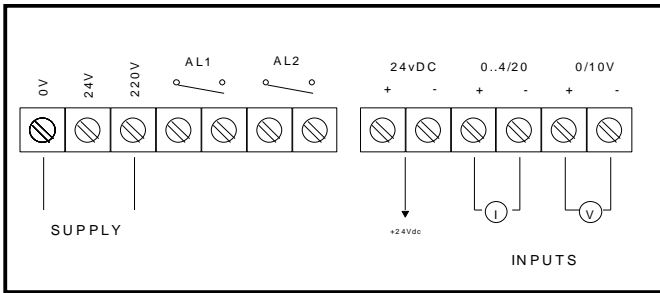 0V
24V
220V
AL1
AL2
24vDC
0..4/20
0/10V
+ - + - + -
I
V
SUPPLY
+24Vdc
INPUTS